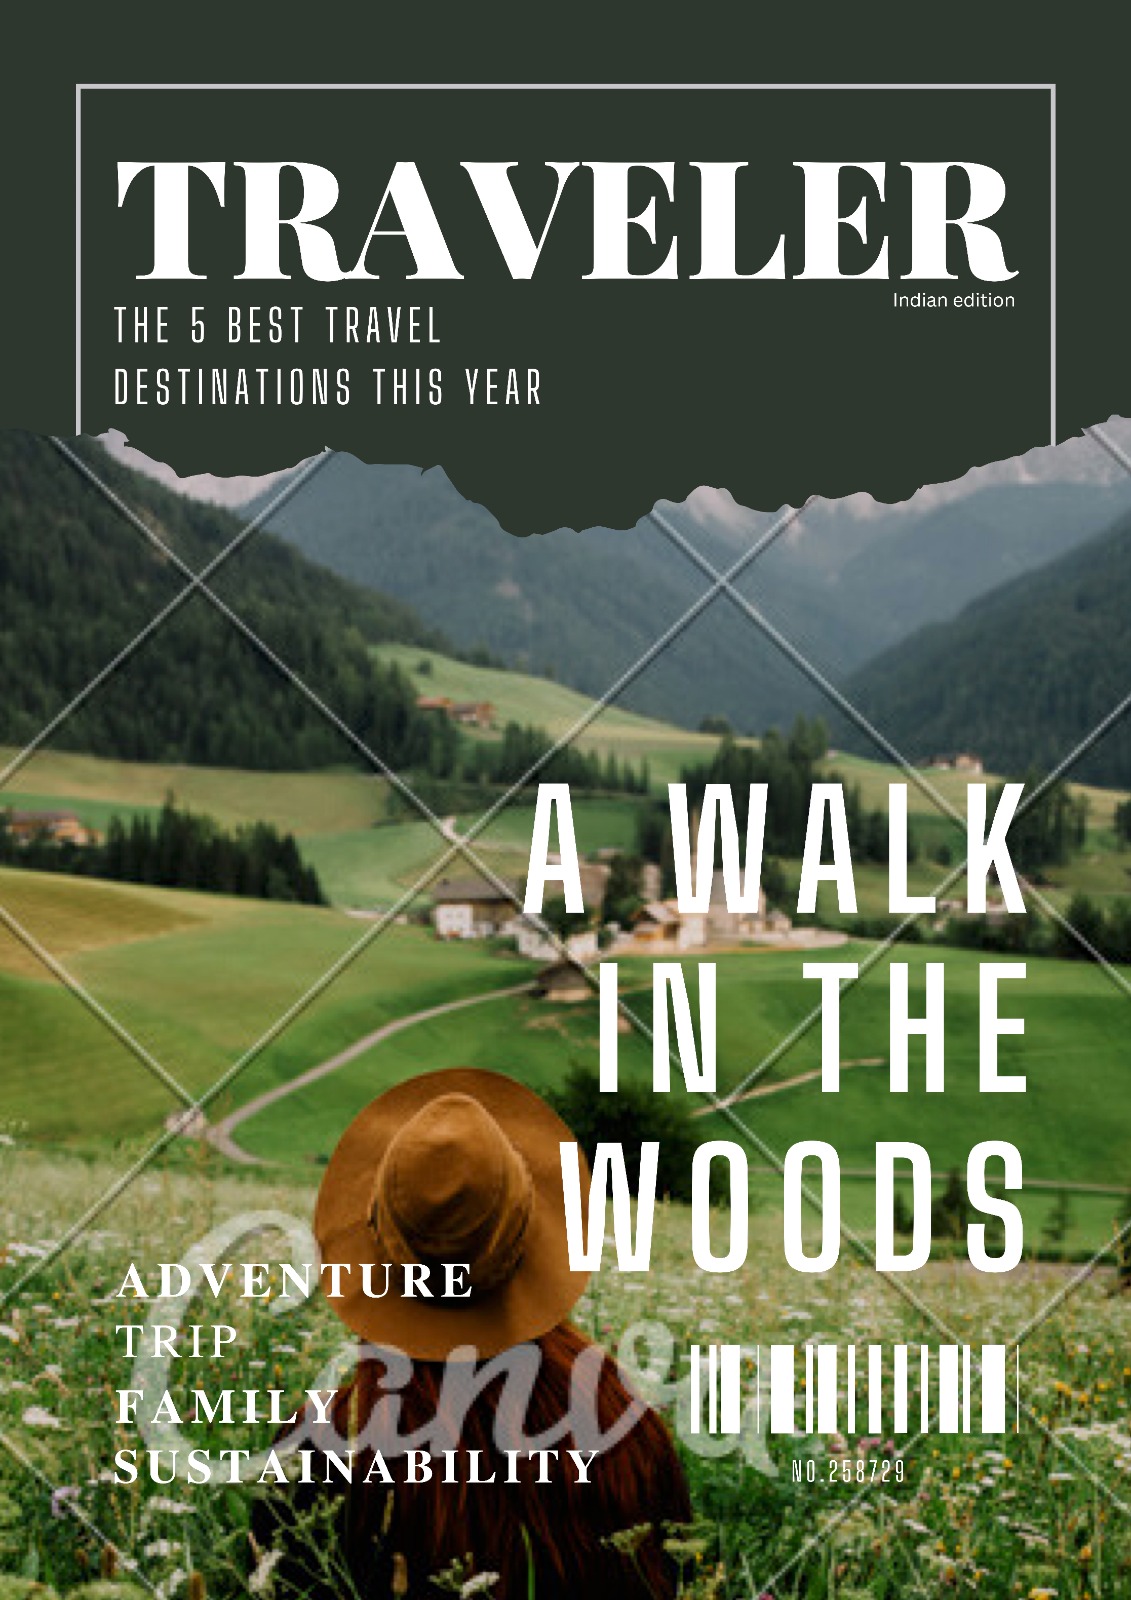 TRAVELER
Indian edition
THE 5 BEST TRAVEL
DESTINATIONS THIS YEAR
A WALK
IN THE
WOODS
ADVENTURE
TRIP
FAMILY
SUSTAINABILITY
Canva
NO.258729